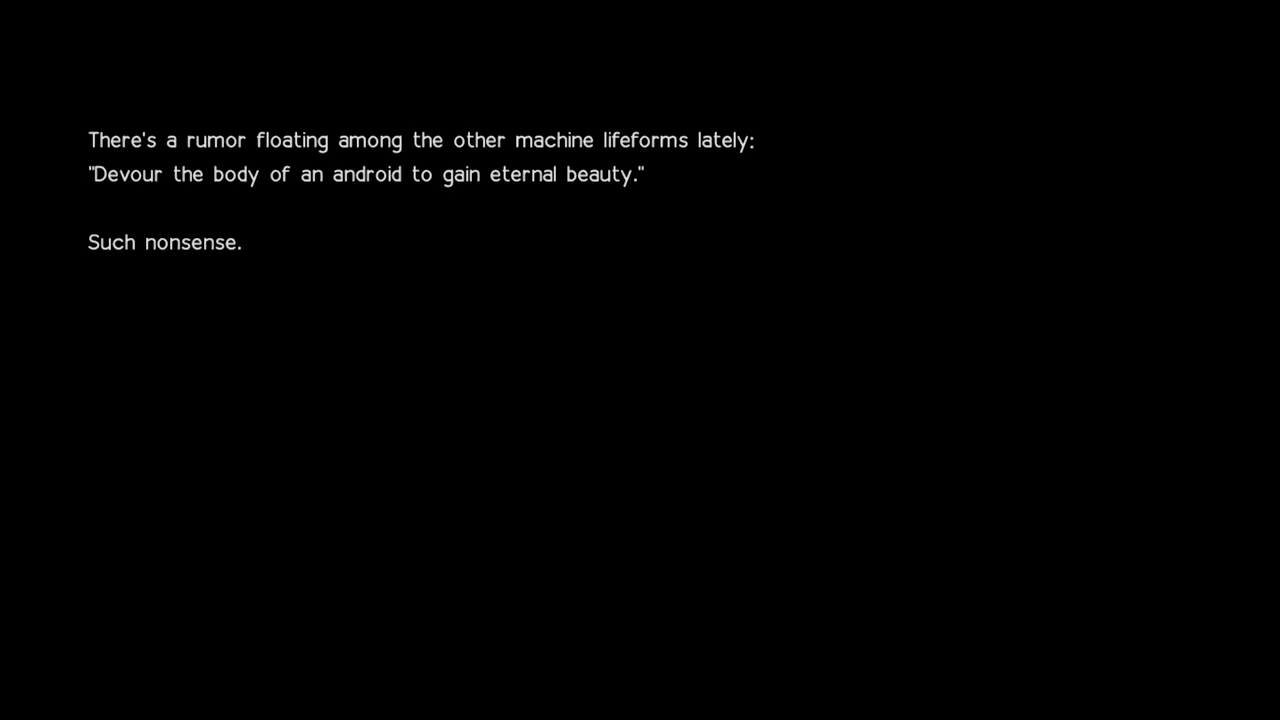 There's a rumor floating among the other machine lifeforms lately:
"Devour the body of an android to gain eternal beauty."
Such nonsense.